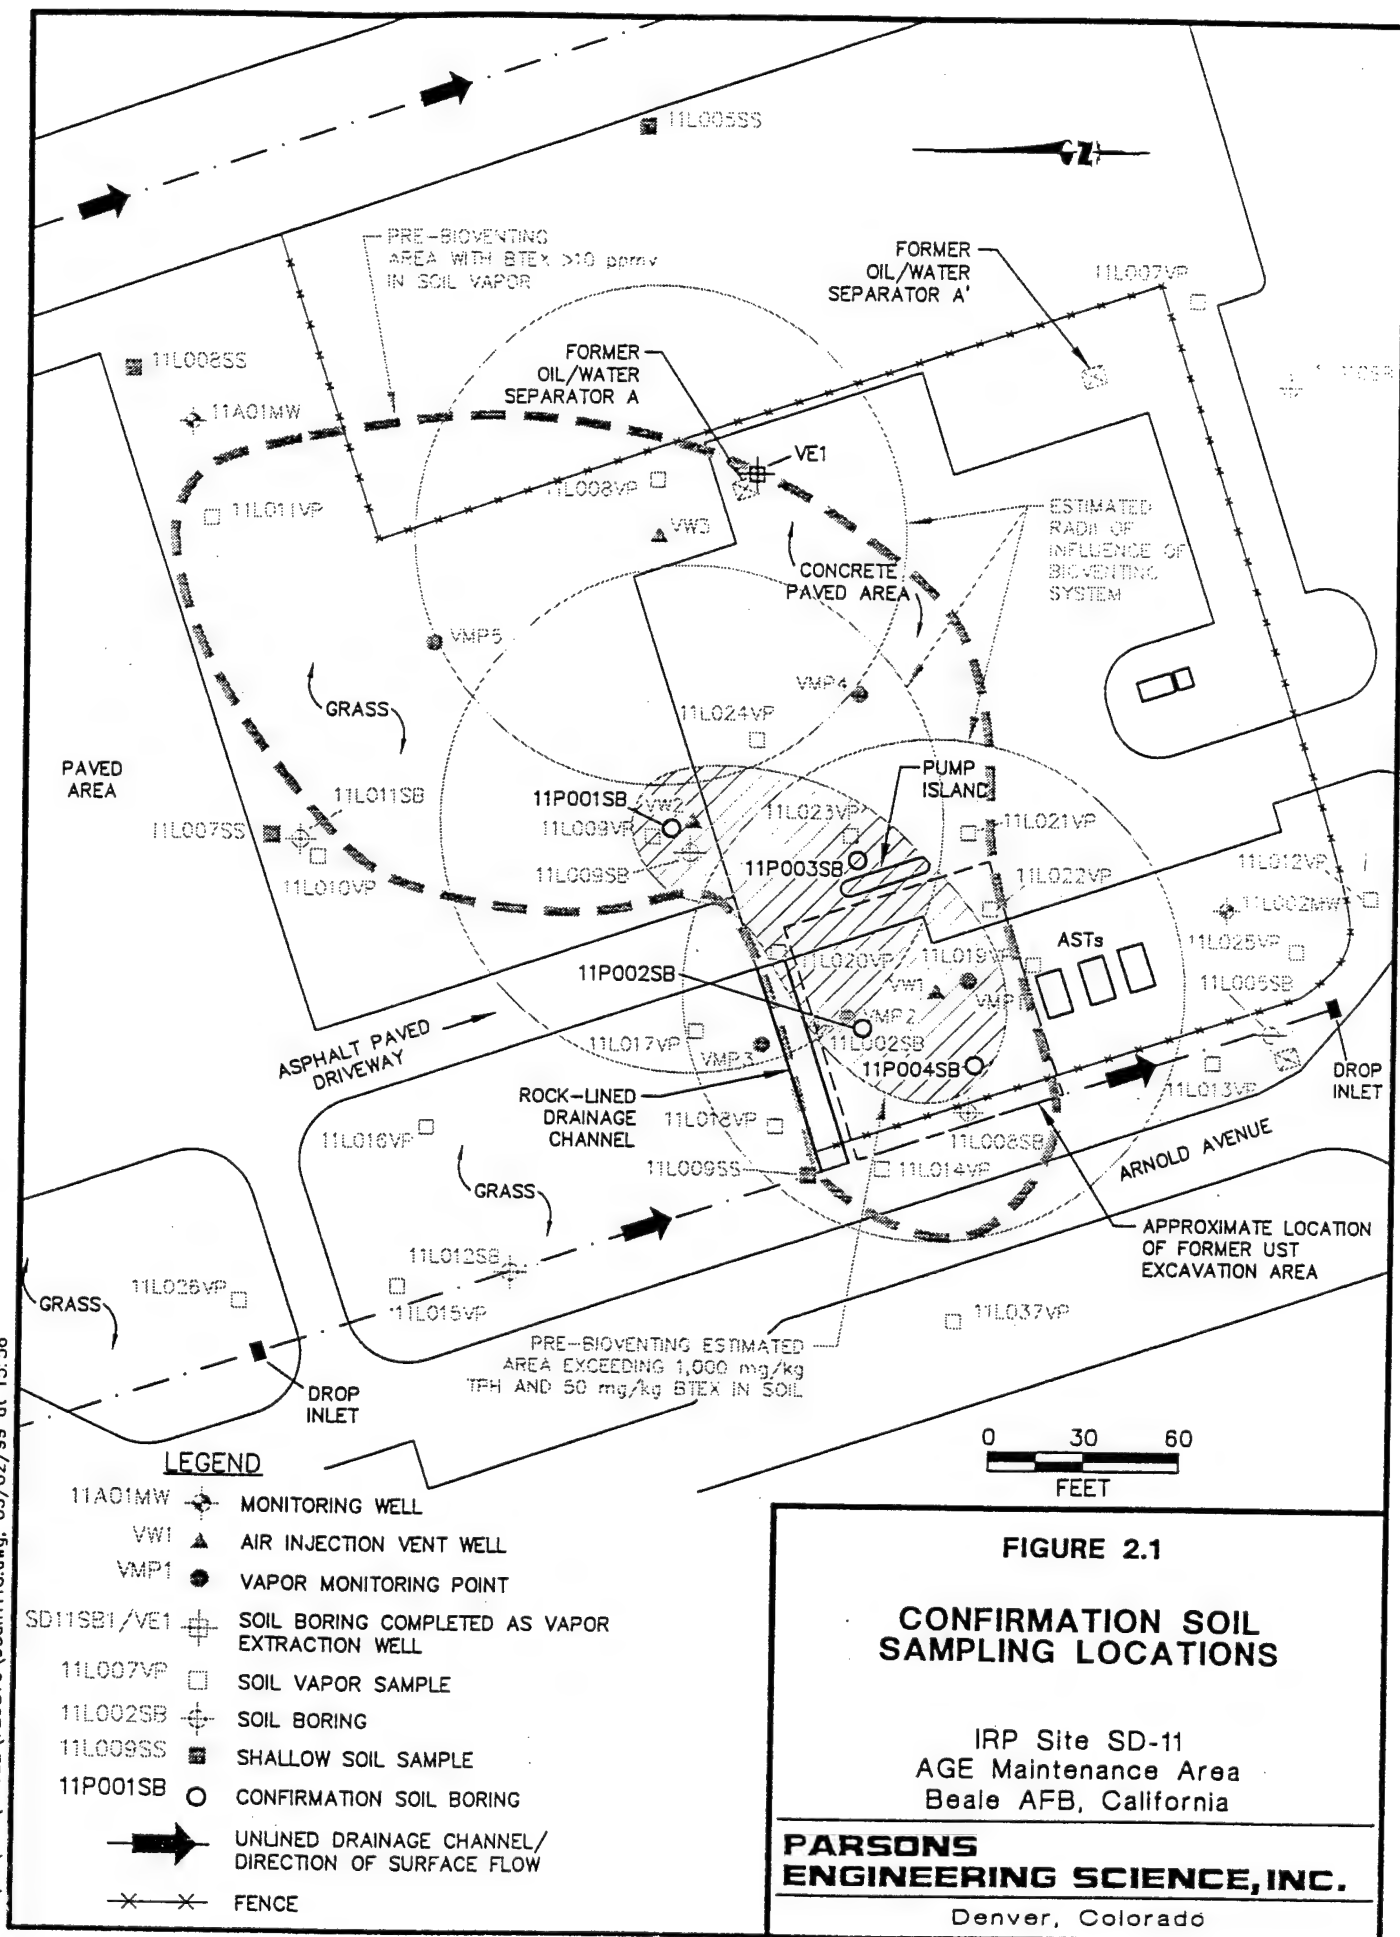 11L005SS
N
PRE-BIOVENTING
AREA WITH BTEX >10 ppmv
IN SOIL VAPOR
FORMER
OIL/WATER
SEPARATOR A'
11L007VP
11L008SS
FORMER
OIL/WATER
SEPARATOR A
11A01MW
VE1
11L008VP
11L011VP
VW3
ESTIMATED
RADII OF
INFLUENCE OF
BIOVENTING
SYSTEM
CONCRETE
PAVED AREA
VMP5
VMP4
GRASS
11L024VP
PAVED
AREA
PUMP
ISLAND
11L011SB
11P001SB
VW2
11L023VP
11L007SS
11L009VP
11L021VP
11L010VP
11L009SB
11P003SB
11L022VP
11L012VP
11L002MW
ASTs
11L025VP
11P002SB
11L020VP
11L019VP
11L005SB
VW1
VMP1
VMP2
ASPHALT PAVED
DRIVEWAY
11L017VP
VMP3
11L002SB
11P004SB
DROP
INLET
11L013VP
ROCK-LINED
DRAINAGE
CHANNEL
11L018VP
11L016VP
11L008SB
ARNOLD AVENUE
11L009SS
11L014VP
GRASS
APPROXIMATE LOCATION
OF FORMER UST
EXCAVATION AREA
11L012SB
11L026VP
GRASS
11L015VP
11L037VP
PRE-BIOVENTING ESTIMATED
AREA EXCEEDING 1,000 mg/kg
TPH AND 50 mg/kg BTEX IN SOIL
DROP
INLET
0 30 60
FEET
LEGEND
11A01MW MONITORING WELL
VW1 AIR INJECTION VENT WELL
VMP1 VAPOR MONITORING POINT
SD11SB1/VE1 SOIL BORING COMPLETED AS VAPOR
EXTRACTION WELL
11L007VP SOIL VAPOR SAMPLE
11L002SB SOIL BORING
11L009SS SHALLOW SOIL SAMPLE
11P001SB CONFIRMATION SOIL BORING
UNLINED DRAINAGE CHANNEL/
DIRECTION OF SURFACE FLOW
FENCE
FIGURE 2.1
CONFIRMATION SOIL
SAMPLING LOCATIONS
IRP Site SD-11
AGE Maintenance Area
Beale AFB, California
PARSONS
ENGINEERING SCIENCE, INC.
Denver, Colorado